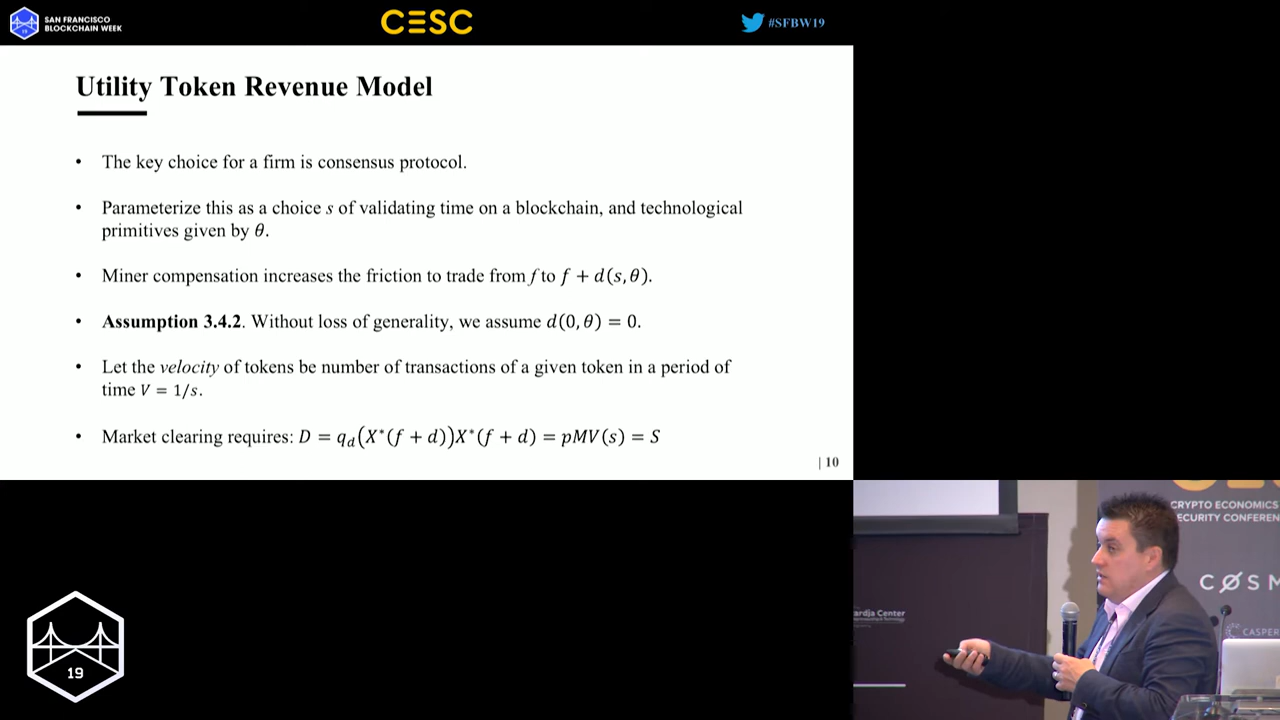 SAN FRANCISCO
BLOCKCHAIN WEEK
19
CESC
#SFBW19
Utility Token Revenue Model
• The key choice for a firm is consensus protocol.
• Parameterize this as a choice s of validating time on a blockchain, and technological
primitives given by θ.
• Miner compensation increases the friction to trade from f to f + d(s, θ).
• Assumption 3.4.2. Without loss of generality, we assume d(0, θ) = 0.
• Let the velocity of tokens be number of transactions of a given token in a period of
time V = 1/s.
• Market clearing requires: D = q_d(X*(f + d))X*(f + d) = pMV(s) = S
| 10
CRYPTO ECONOMICS
ECURITY CONFEREN
CØSM
ardja Center
CASPER
19